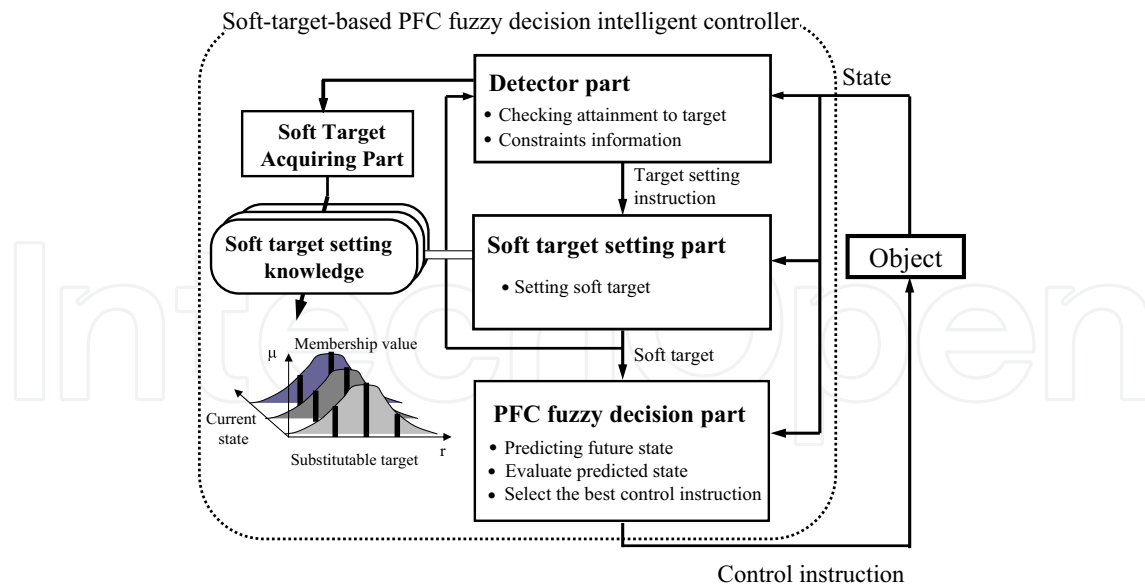 Soft-target-based PFC fuzzy decision intelligent controller
Detector part
• Checking attainment to target
• Constraints information
State
Soft Target
Acquiring Part
Target setting
instruction
Soft target setting
knowledge
Soft target setting part
• Setting soft target
Object
Soft target
μ
Membership value
Current
state
Substitutable target
r
PFC fuzzy decision part
• Predicting future state
• Evaluate predicted state
• Select the best control instruction
Control instruction
IntechOpen